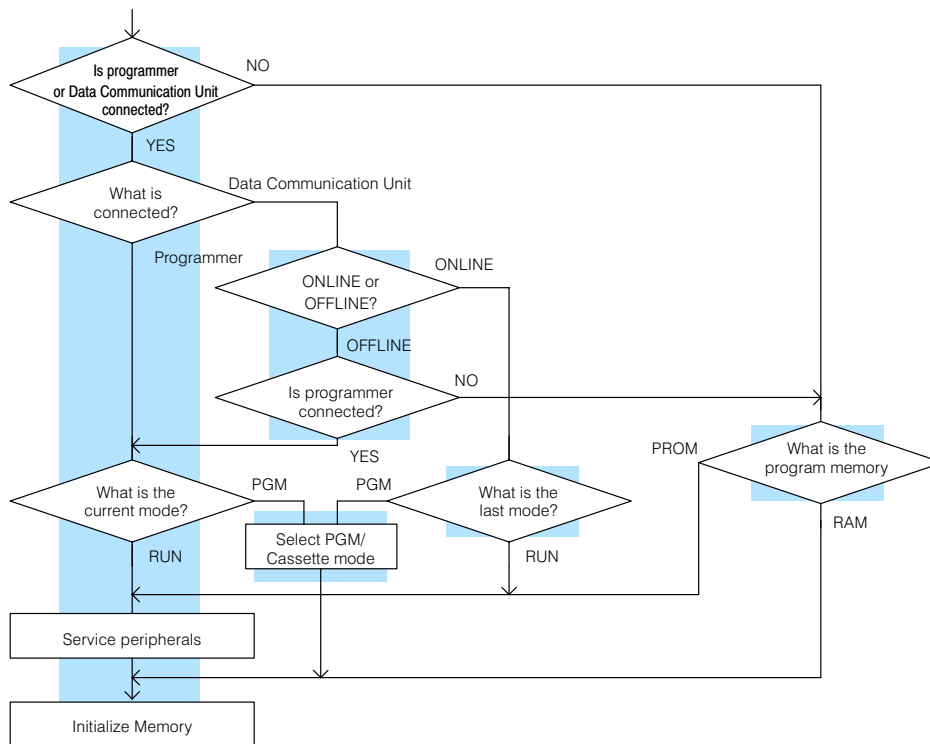 NO
Is programmer
or Data Communication Unit
connected?
YES
Data Communication Unit
What is
connected?
Programmer
ONLINE
ONLINE or
OFFLINE?
OFFLINE
NO
Is programmer
connected?
YES
PROM
What is the
program memory
PGM
PGM
What is the
current mode?
What is the
last mode?
RAM
Select PGM/
Cassette mode
RUN
RUN
Service peripherals
Initialize Memory